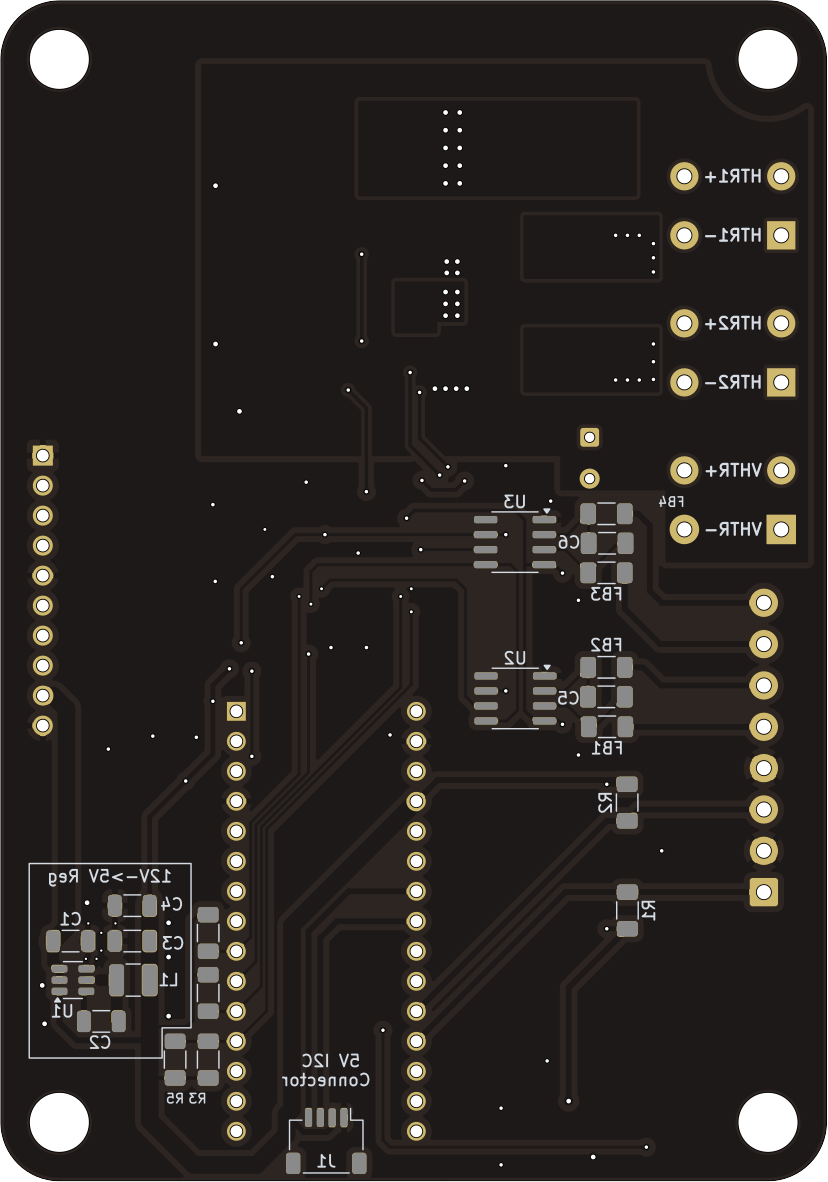 HTR1+
HTR1-
HTR2+
HTR2-
VHTR+
VHTR-
FB4
U3
C6
FB3
FB2
U2
C5
FB1
R2
R1
12V->5V Reg
C4
C1
C3
L1
U1
C2
R5
R3
5V I2C
Connector
J1